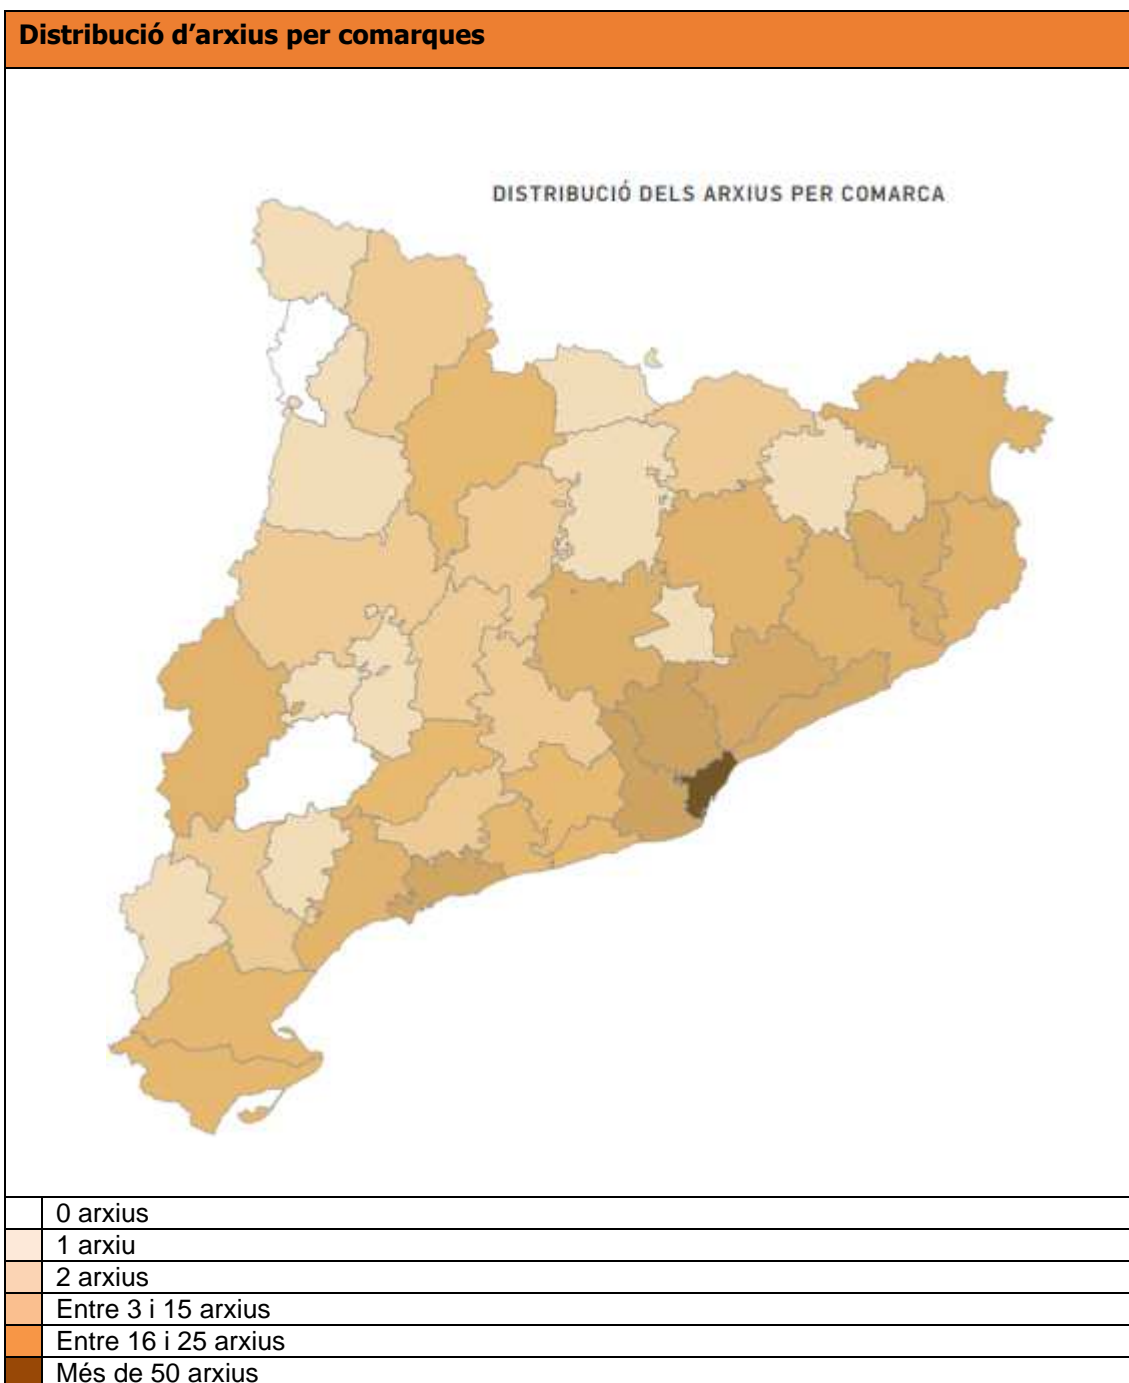 Distribució d’arxius per comarques
DISTRIBUCIÓ DELS ARXIUS PER COMARCA
0 arxius
1 arxiu
2 arxius
Entre 3 i 15 arxius
Entre 16 i 25 arxius
Més de 50 arxius